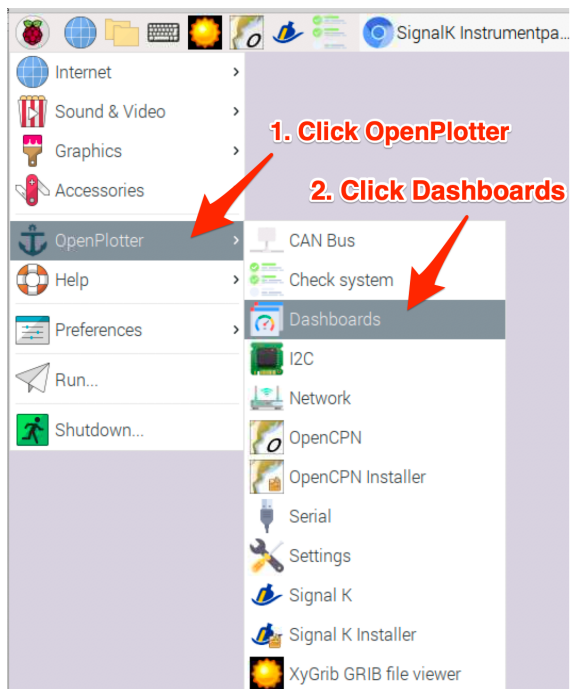 SignalK Instrumentpa...
Internet
Sound & Video
Graphics
Accessories
OpenPlotter
Help
Preferences
Run...
Shutdown...
1. Click OpenPlotter
2. Click Dashboards
CAN Bus
Check system
Dashboards
I2C
Network
OpenCPN
OpenCPN Installer
Serial
Settings
Signal K
Signal K Installer
XyGrib GRIB file viewer